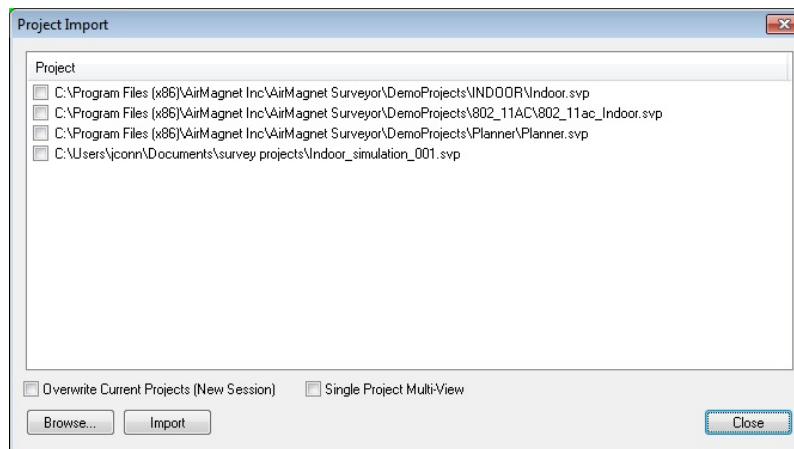 Project Import
Project
C:\Program Files (x86)\AirMagnet Inc\AirMagnet Surveyor\DemoProjects\INDOOR\Indoor.svp
C:\Program Files (x86)\AirMagnet Inc\AirMagnet Surveyor\DemoProjects\802_11AC\802_11ac_Indoor.svp
C:\Program Files (x86)\AirMagnet Inc\AirMagnet Surveyor\DemoProjects\Planner\Planner.svp
C:\Users\jconn\Documents\survey projects\Indoor_simulation_001.svp
Overwrite Current Projects (New Session) Single Project Multi-View
Browse... Import Close